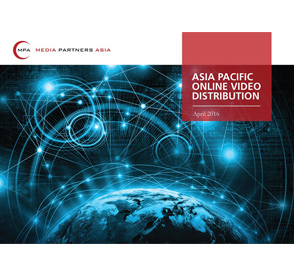 MPA MEDIA PARTNERS ASIA
ASIA PACIFIC
ONLINE VIDEO
DISTRIBUTION
April 2016